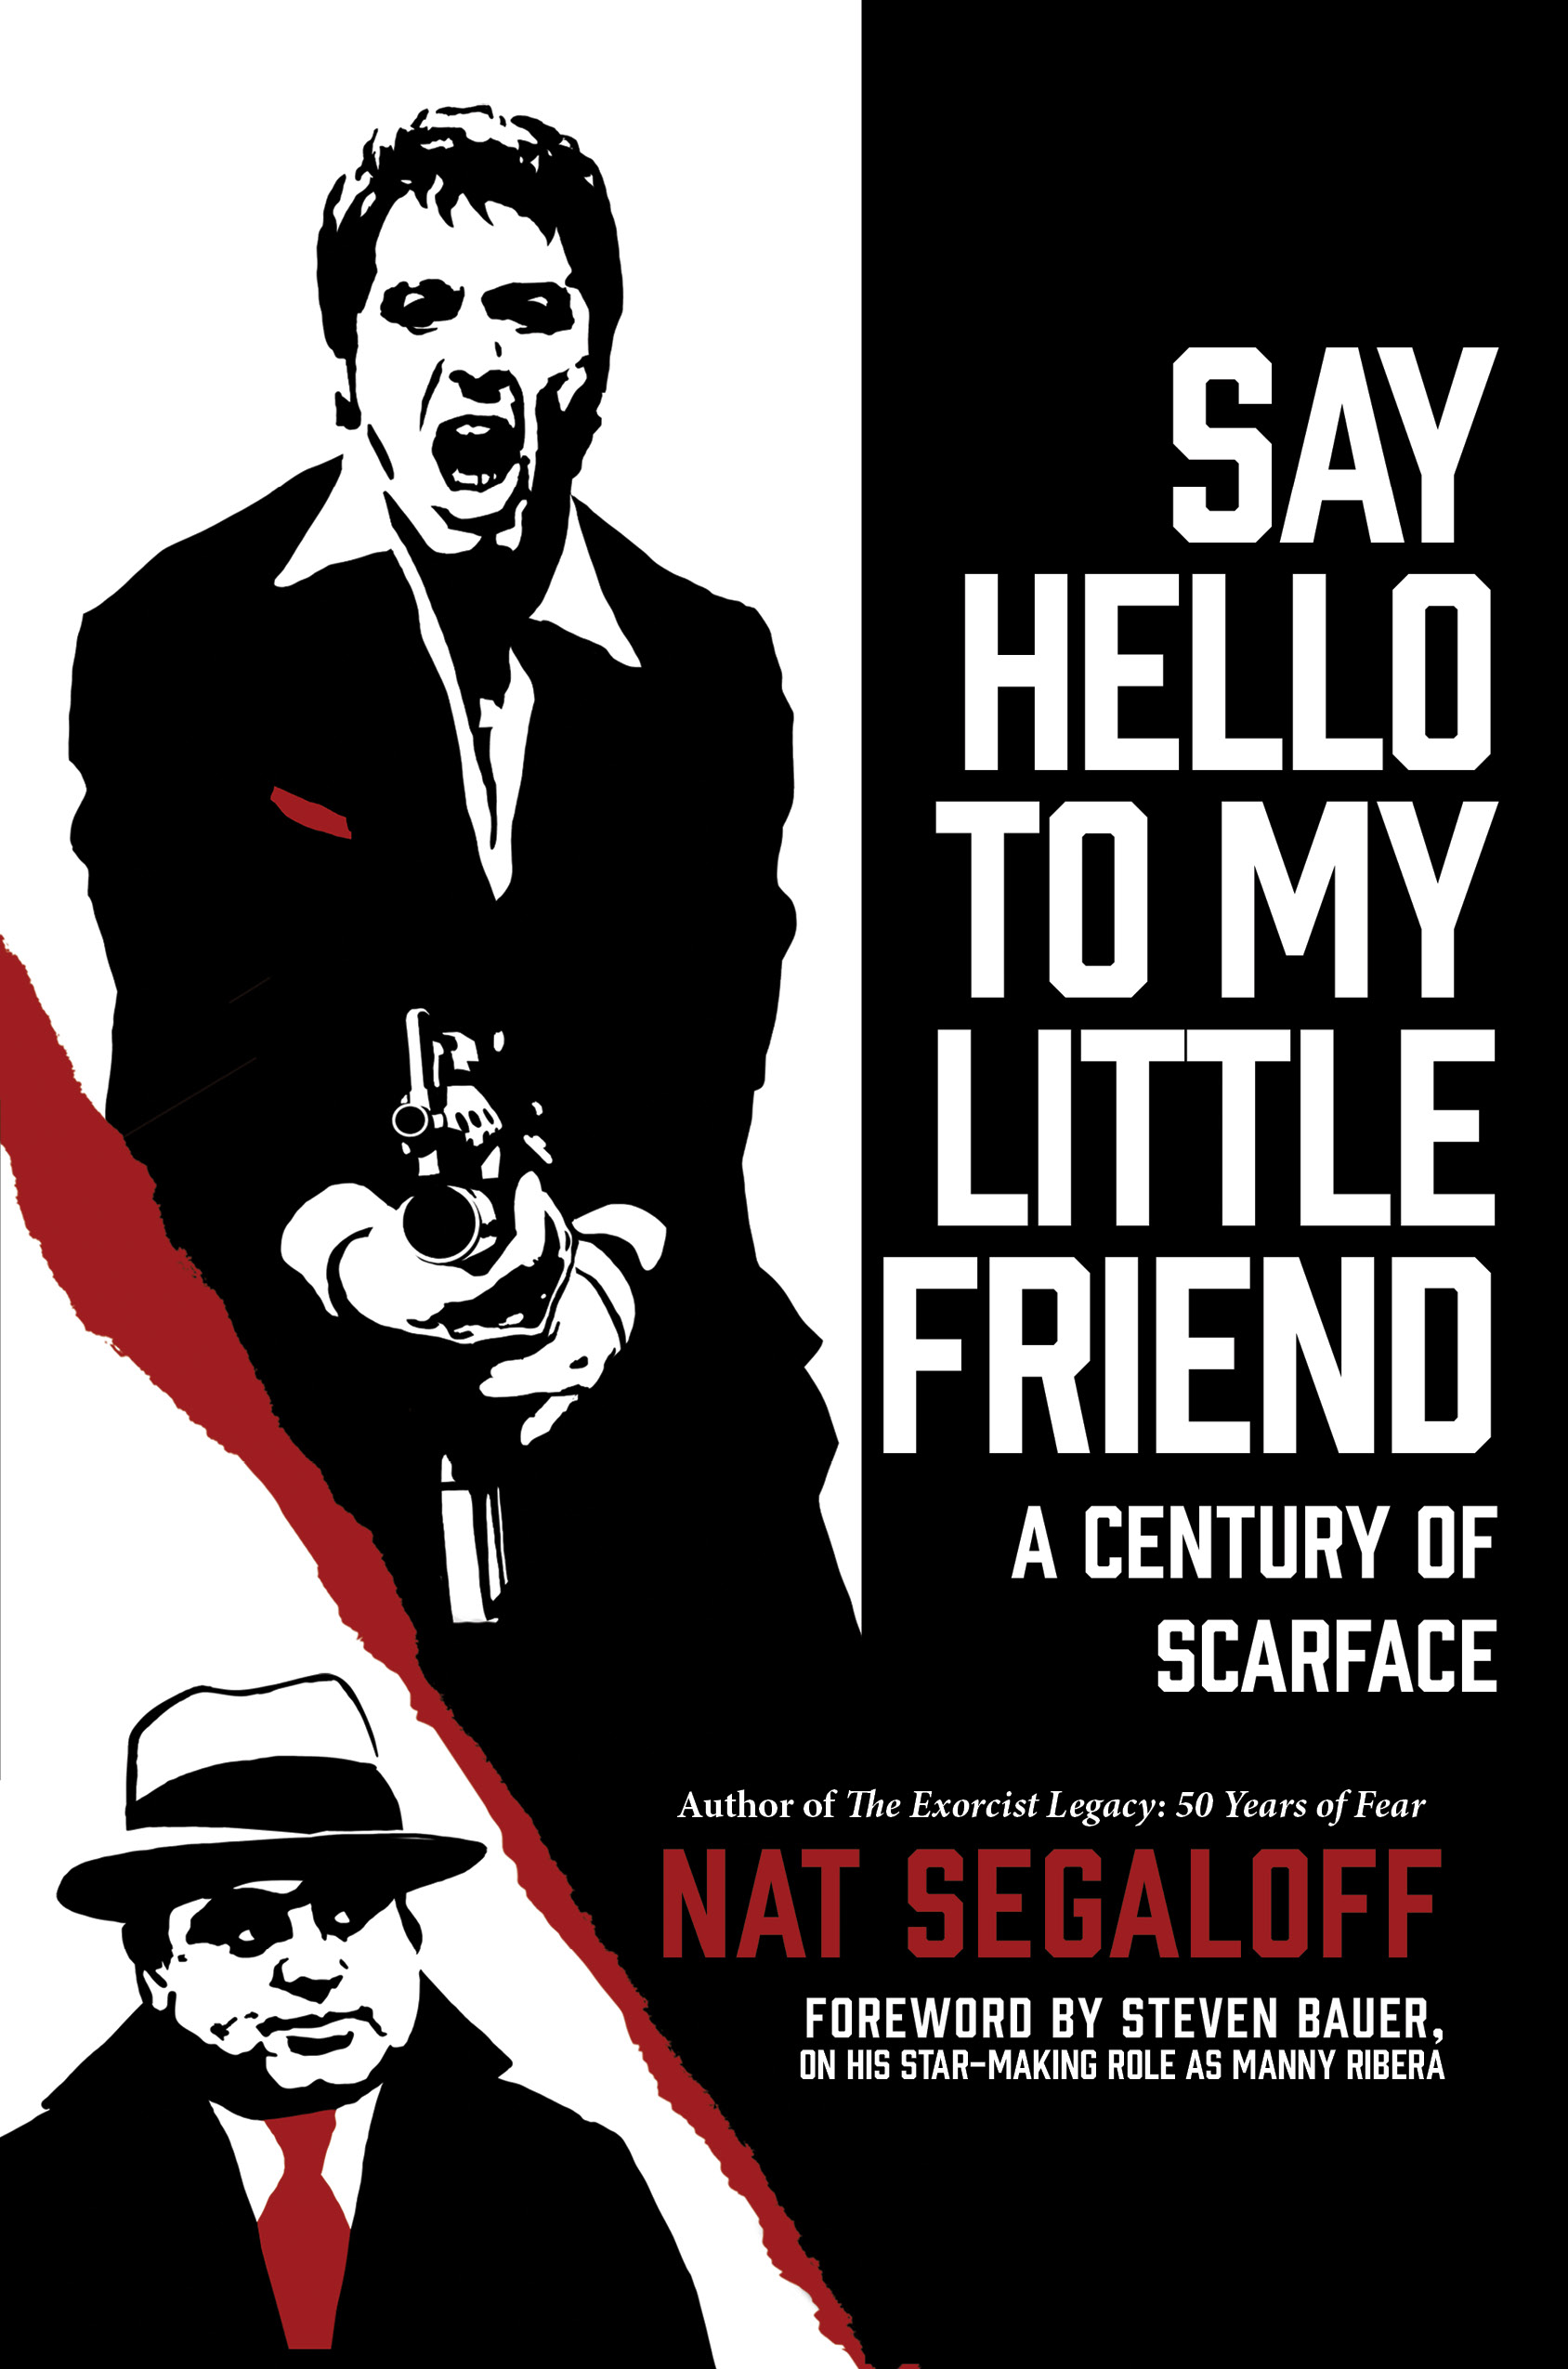 SAY
HELLO
TO MY
LITTLE
FRIEND
A CENTURY OF
SCARFACE
Author of The Exorcist Legacy: 50 Years of Fear
NAT SEGALOFF
FOREWORD BY STEVEN BAUER,
ON HIS STAR-MAKING ROLE AS MANNY RIBERA